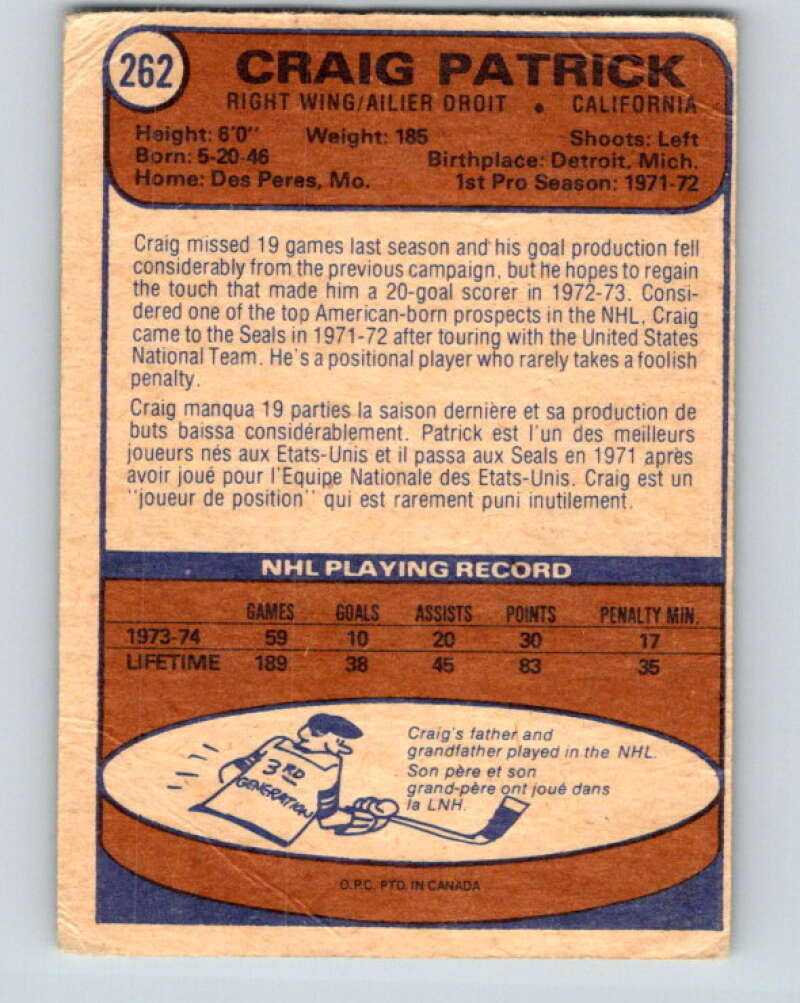 262
CRAIG PATRICK
RIGHT WING/AILIER DROIT • CALIFORNIA
Height: 6'0" Weight: 185 Shoots: Left
Born: 5-20-46 Birthplace: Detroit, Mich.
Home: Des Peres, Mo. 1st Pro Season: 1971-72
Craig missed 19 games last season and his goal production fell
considerably from the previous campaign, but he hopes to regain
the touch that made him a 20-goal scorer in 1972-73. Consi-
dered one of the top American-born prospects in the NHL, Craig
came to the Seals in 1971-72 after touring with the United States
National Team. He's a positional player who rarely takes a foolish
penalty.
Craig manqua 19 parties la saison dernière et sa production de
buts baissa considérablement. Patrick est l'un des meilleurs
joueurs nés aux Etats-Unis et il passa aux Seals en 1971 après
avoir joué pour l'Equipe Nationale des Etats-Unis. Craig est un
"joueur de position" qui est rarement puni inutilement.
NHL PLAYING RECORD
GAMES GOALS ASSISTS POINTS PENALTY MIN.
1973-74 59 10 20 30 17
LIFETIME 189 38 45 83 35
3RD
GENERATION
Craig's father and
grandfather played in the NHL.
Son père et son
grand-père ont joué dans
la LNH.
O.P.C. PTD. IN CANADA